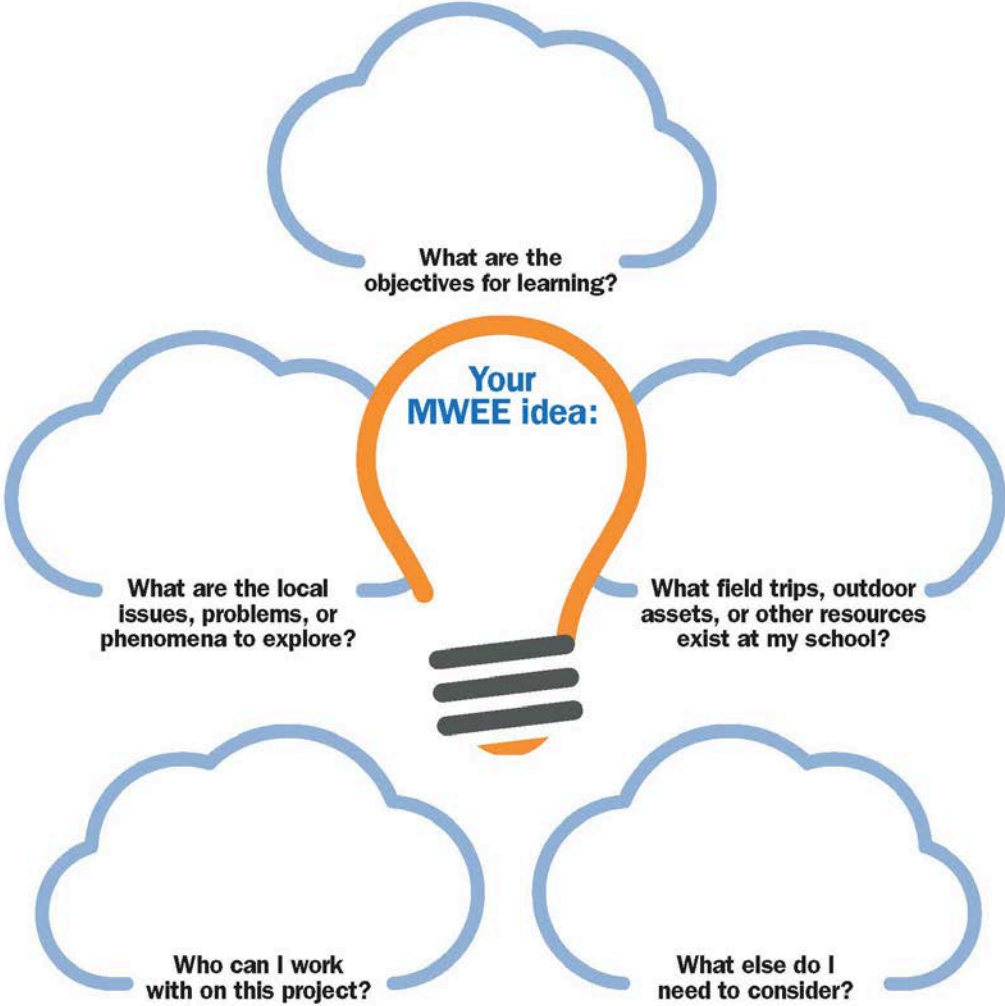 What are the
objectives for learning?
Your
MWEE idea:
What are the local
issues, problems, or
phenomena to explore?
What field trips, outdoor
assets, or other resources
exist at my school?
Who can I work
with on this project?
What else do I
need to consider?